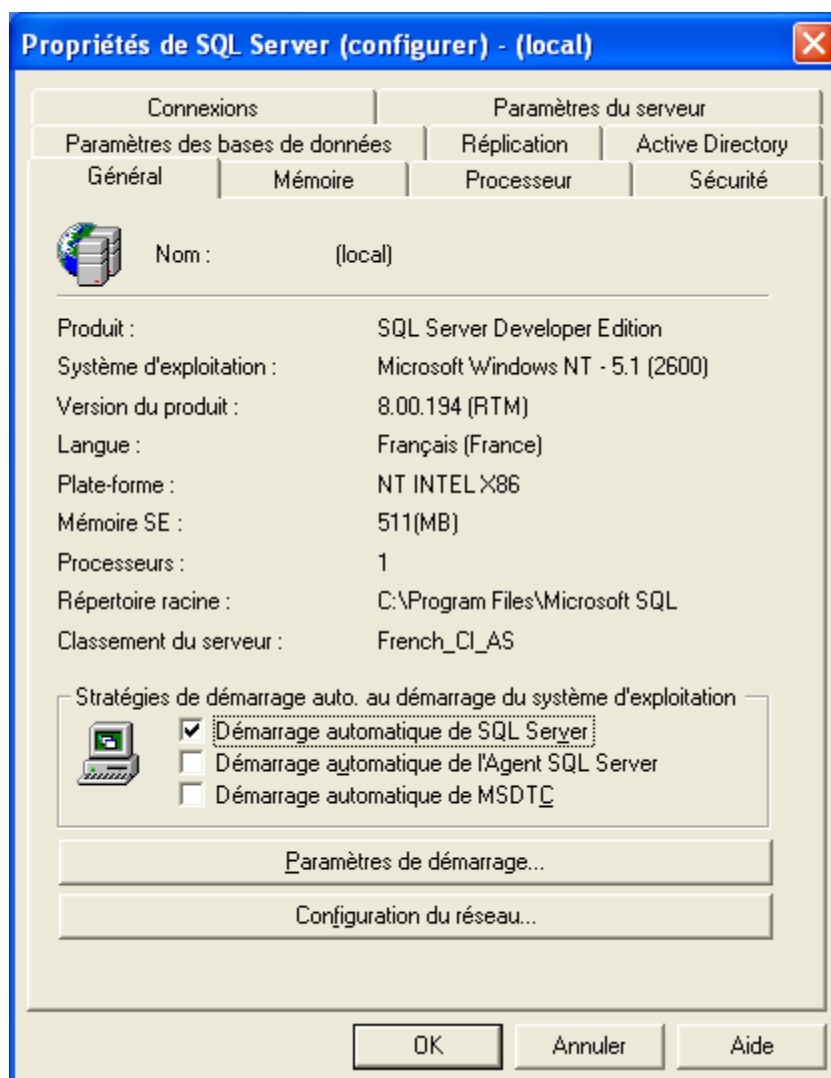 Propriétés de SQL Server (configurer) - (local)
Connexions Paramètres du serveur
Paramètres des bases de données Réplication Active Directory
Général Mémoire Processeur Sécurité
Nom : (local)
Produit : SQL Server Developer Edition
Système d'exploitation : Microsoft Windows NT - 5.1 (2600)
Version du produit : 8.00.194 (RTM)
Langue : Français (France)
Plate-forme : NT INTEL X86
Mémoire SE : 511(MB)
Processeurs : 1
Répertoire racine : C:\Program Files\Microsoft SQL
Classement du serveur : French_CI_AS
Stratégies de démarrage auto. au démarrage du système d'exploitation
Démarrage automatique de SQL Server
Démarrage automatique de l'Agent SQL Server
Démarrage automatique de MSDTC
Paramètres de démarrage...
Configuration du réseau...
OK Annuler Aide